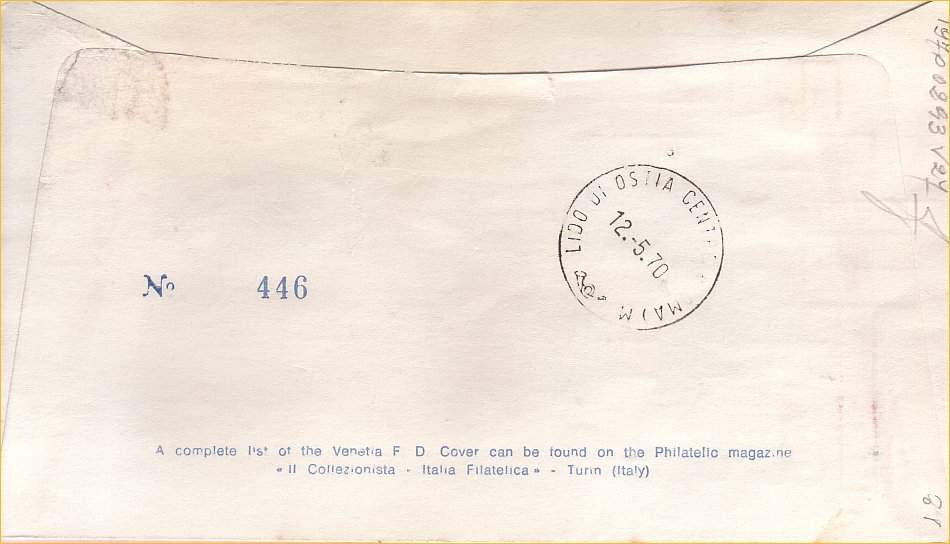 LIDO DI OSTIA CENT
12.-5.70
Nº 446
A complete list of the Venetia F D Cover can be found on the Philatelic magazine
« Il Collezionista - Italia Filatelica » - Turin (Italy)